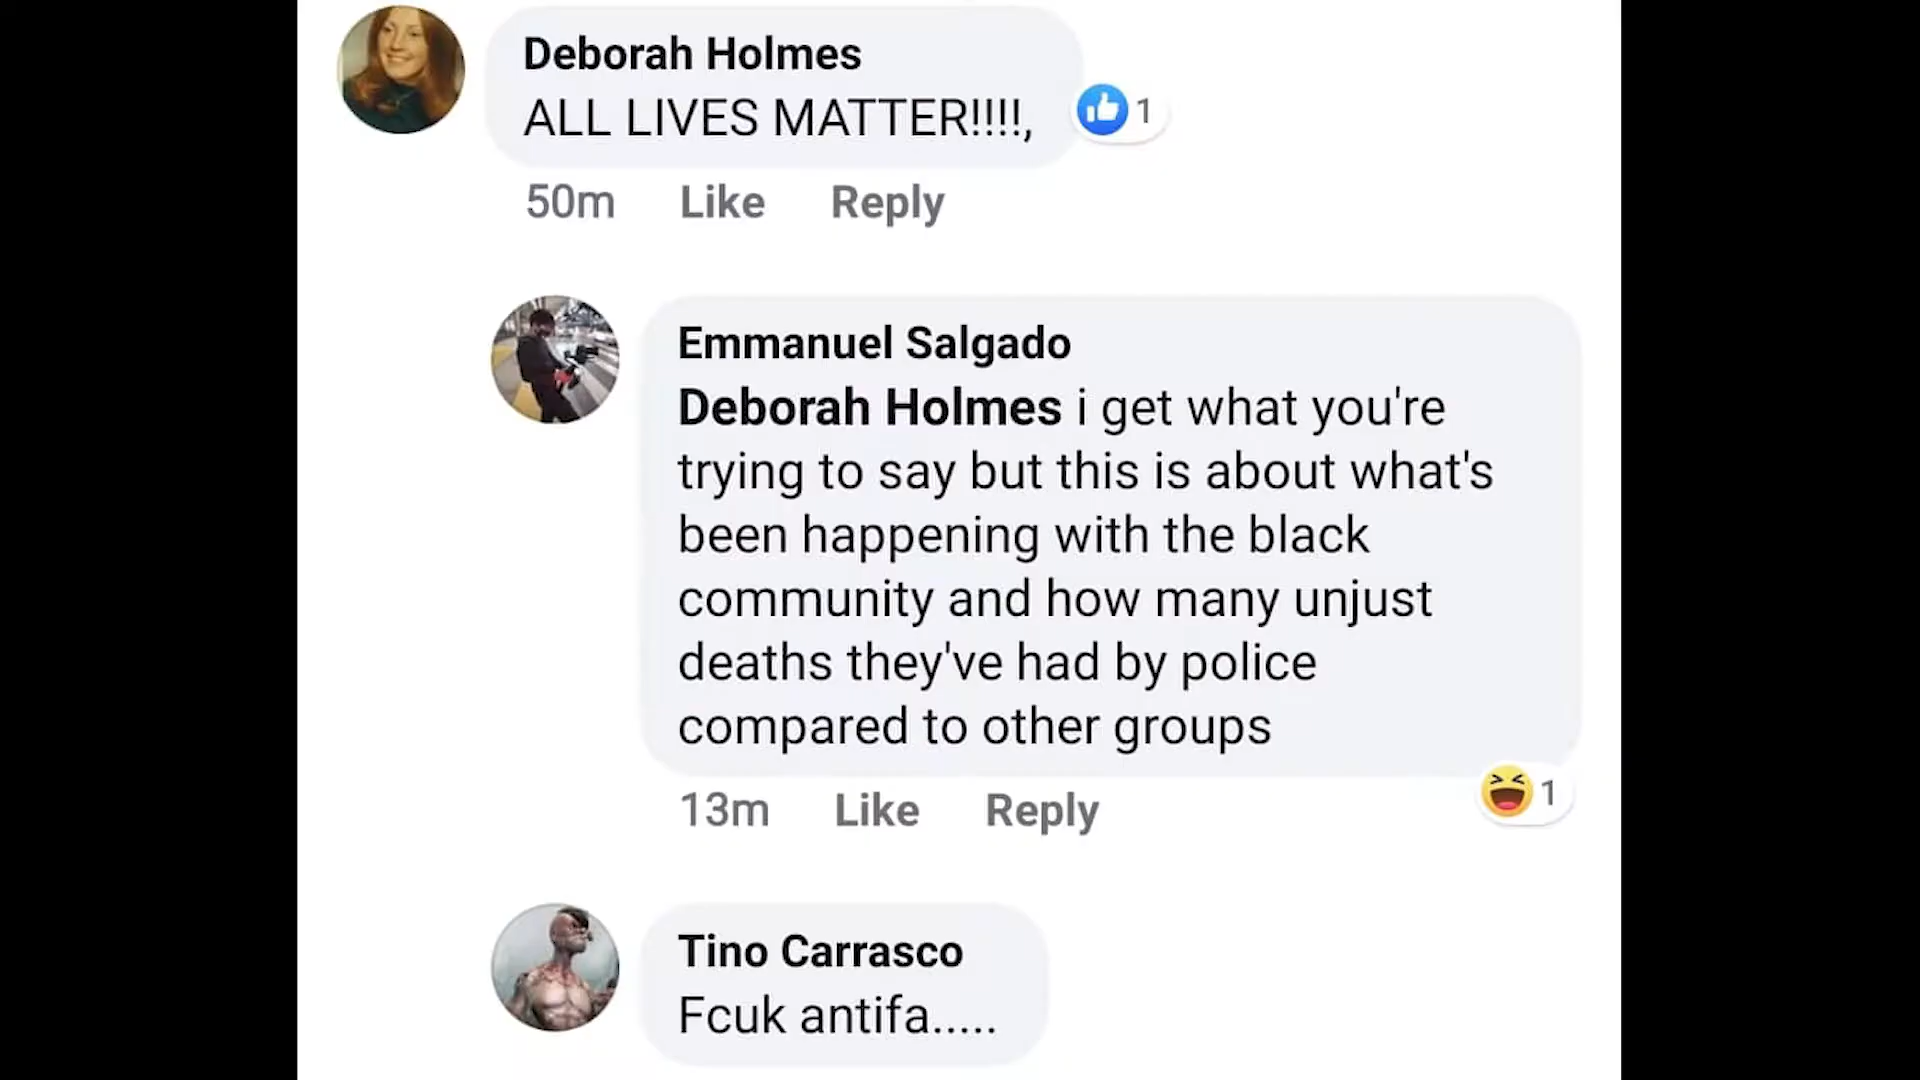 Deborah Holmes
ALL LIVES MATTER!!!!,
1
50m Like Reply
Emmanuel Salgado
Deborah Holmes i get what you're
trying to say but this is about what's
been happening with the black
community and how many unjust
deaths they've had by police
compared to other groups
1
13m Like Reply
Tino Carrasco
Fcuk antifa.....